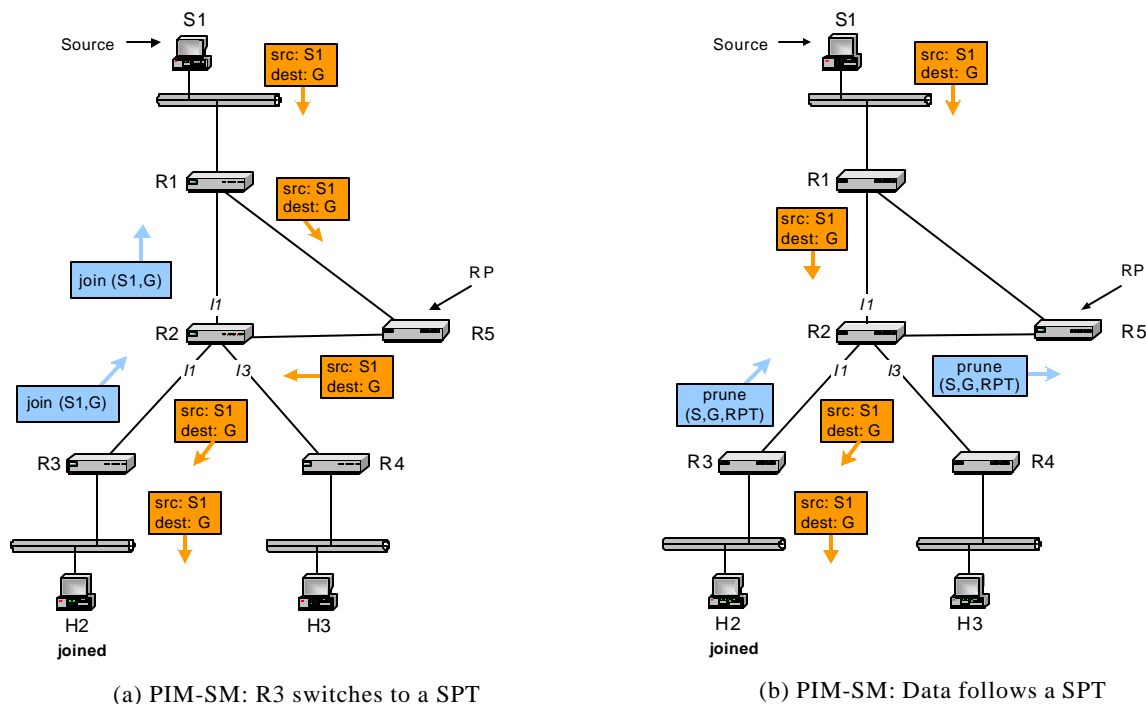 S1
Source
src: S1
dest: G
R1
src: S1
dest: G
join (S1,G)
RP
I1
R2
R5
I1
I3
src: S1
dest: G
join (S1,G)
src: S1
dest: G
R3
R4
src: S1
dest: G
H2
H3
joined
(a) PIM-SM: R3 switches to a SPT
S1
Source
src: S1
dest: G
R1
src: S1
dest: G
RP
I1
R2
R5
I1
I3
prune
(S,G,RPT)
prune
(S,G,RPT)
src: S1
dest: G
R3
R4
src: S1
dest: G
H2
H3
joined
(b) PIM-SM: Data follows a SPT